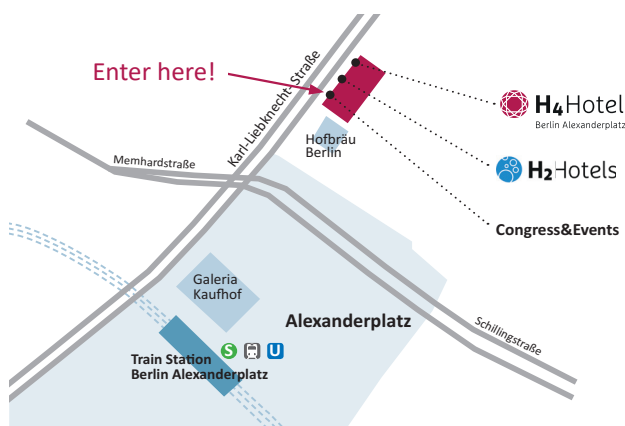 Enter here!
Karl-Liebknecht-Straße
H4Hotel
Berlin Alexanderplatz
Hofbräu
Berlin
Memhardstraße
H2Hotels
Congress&Events
Galeria
Kaufhof
Alexanderplatz
Schillingstraße
S
U
Train Station
Berlin Alexanderplatz